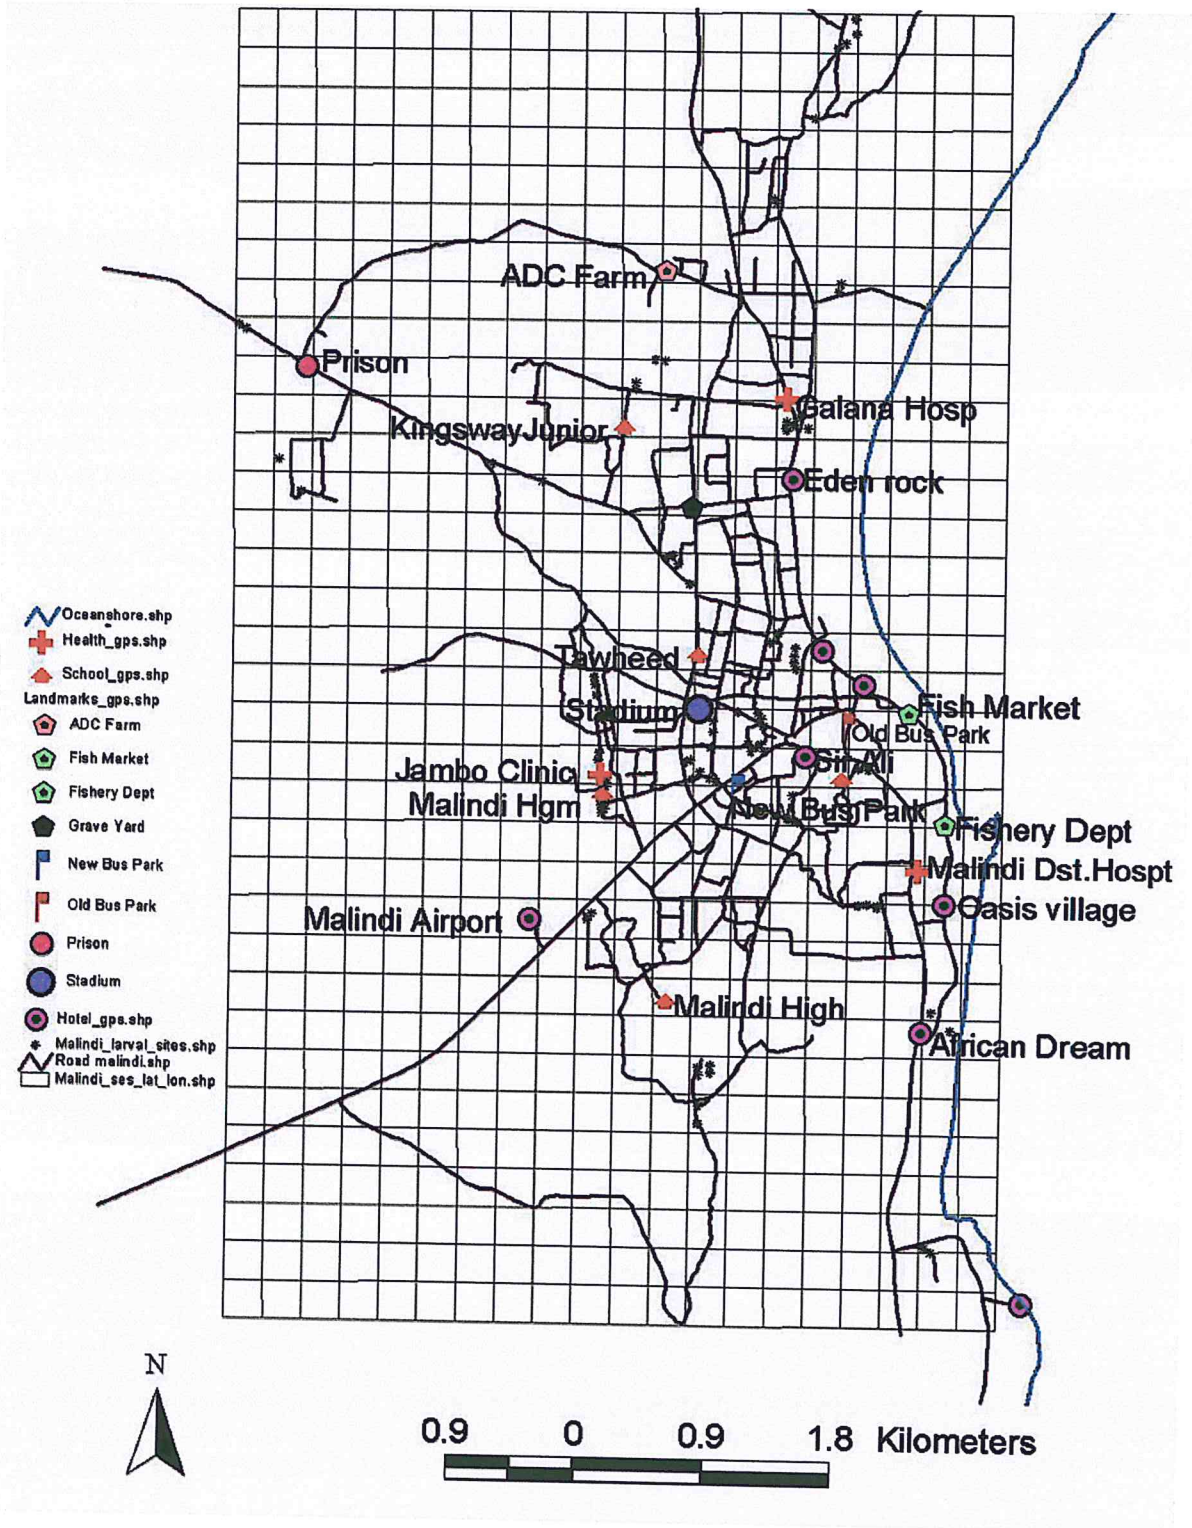 ADC Farm
Prison
Galana Hosp
KingswayJunior
Eden rock
Oceanshore.shp
Health_gps.shp
Tawheed
School_gps.shp
Landmarks_gps.shp
Stadium
Fish Market
ADC Farm
Old Bus Park
Fish Market
Sir Ali
Jambo Clinic
Fishery Dept
Malindi Hgm
New Bus Park
Grave Yard
Fishery Dept
New Bus Park
Malindi Dst.Hospt
Old Bus Park
Oasis village
Malindi Airport
Prison
Stadium
Malindi High
Hotel_gps.shp
Malindi_larval_sites.shp
African Dream
Road malindi.shp
Malindi_ses_lat_lon.shp
N
0.9 0 0.9 1.8 Kilometers